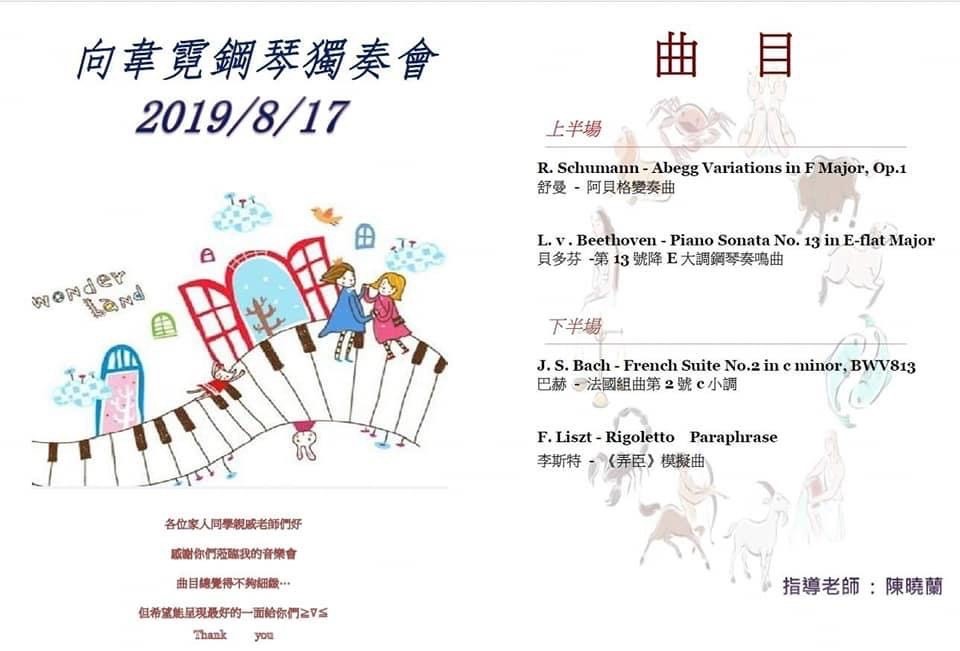 向韋霓鋼琴獨奏會
2019/8/17
wonder
Land
各位家人同學親戚老師們好
感謝你們蒞臨我的音樂會
曲目總覺得不夠細緻…
但希望能呈現最好的一面給你們≧∇≦
Thank you
曲 目
上半場
R. Schumann - Abegg Variations in F Major, Op.1
舒曼 - 阿貝格變奏曲
L. v . Beethoven - Piano Sonata No. 13 in E-flat Major
貝多芬 -第 13 號降 E 大調鋼琴奏鳴曲
下半場
J. S. Bach - French Suite No.2 in c minor, BWV813
巴赫 - 法國組曲第 2 號 c 小調
F. Liszt - Rigoletto Paraphrase
李斯特 - 《弄臣》模擬曲
指導老師 : 陳曉蘭